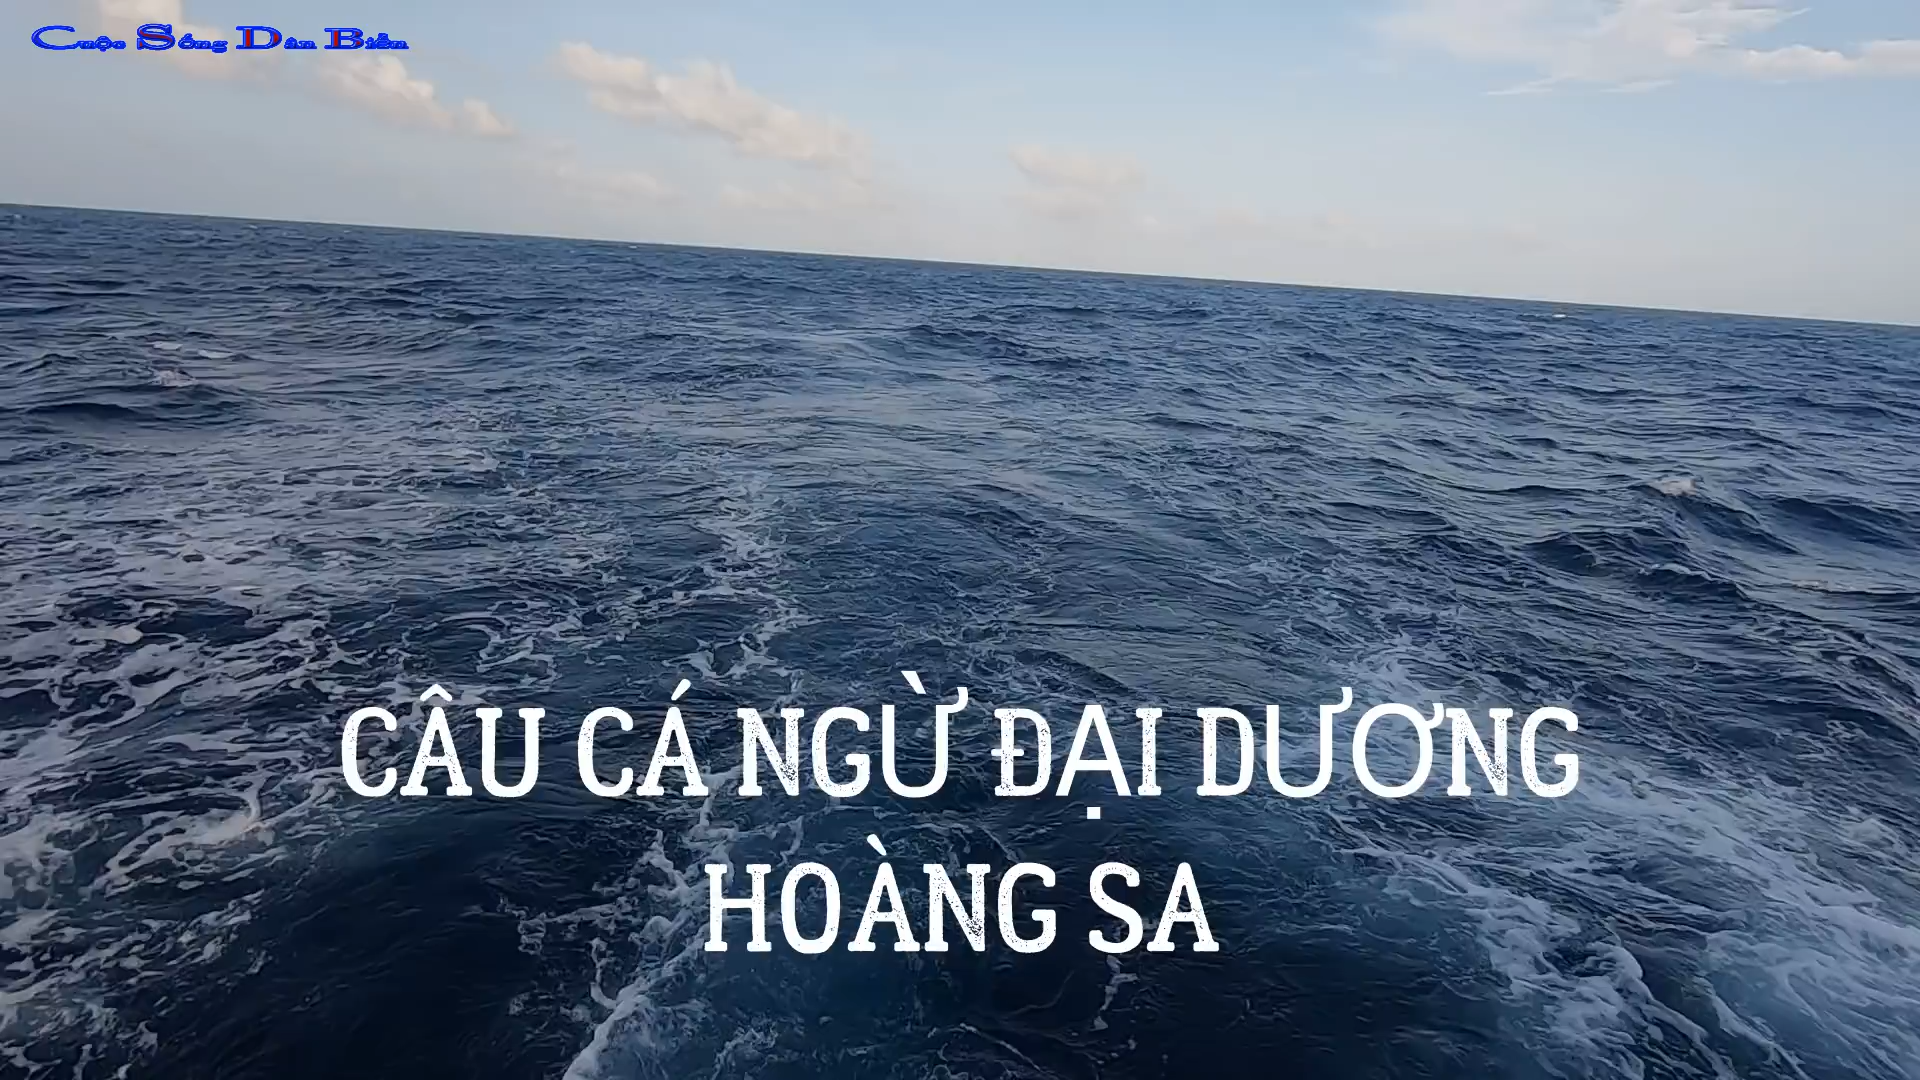 Cuộc Sống Dân Biển
CÂU CÁ NGỪ ĐẠI DƯƠNG
HOÀNG SA